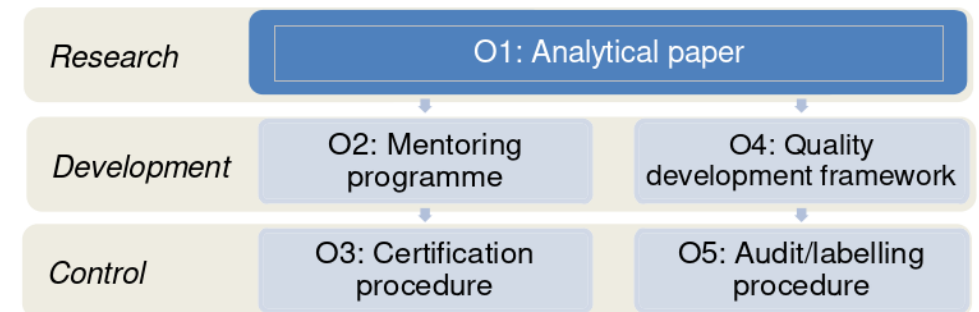 Research
O1: Analytical paper
Development
O2: Mentoring
programme
O4: Quality
development framework
Control
O3: Certification
procedure
O5: Audit/labelling
procedure